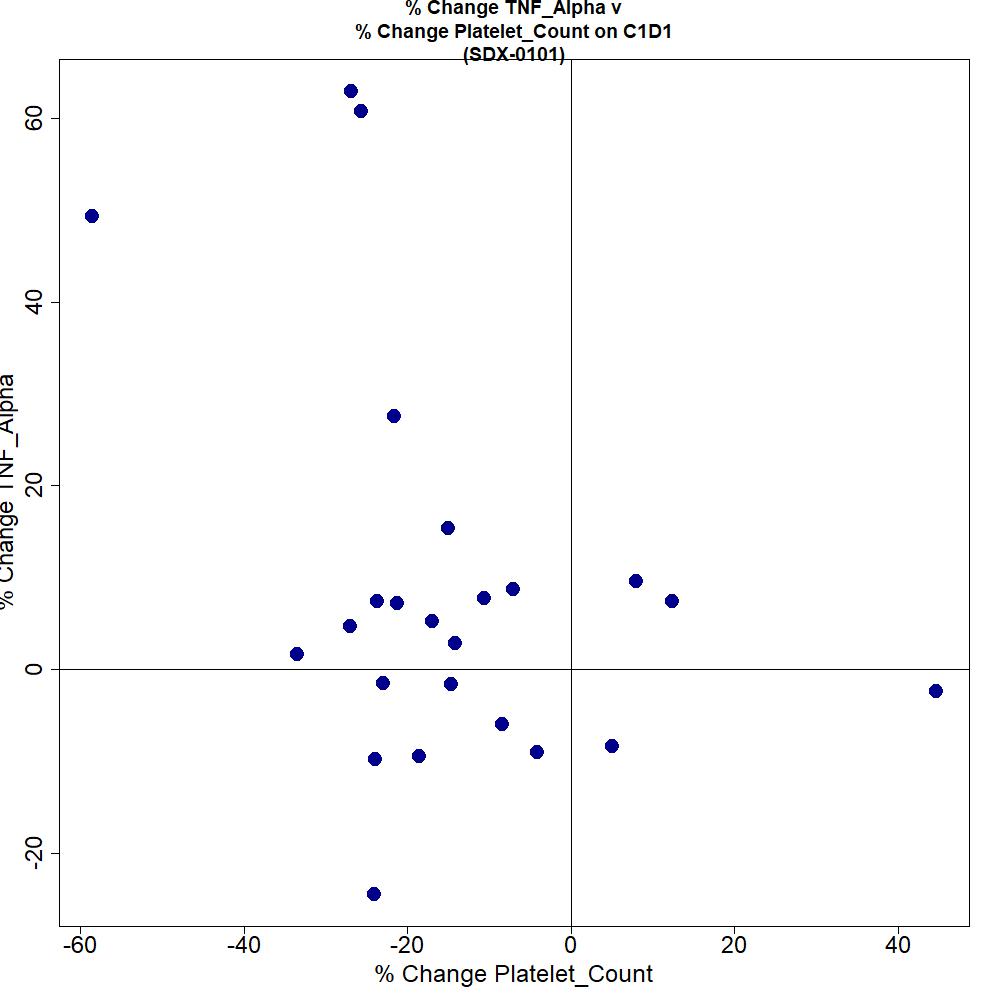 % Change TNF_Alpha v
% Change Platelet_Count on C1D1
(SDX-0101)
% Change TNF_Alpha
60
40
20
0
-20
-60
-40
-20
0
20
40
% Change Platelet_Count